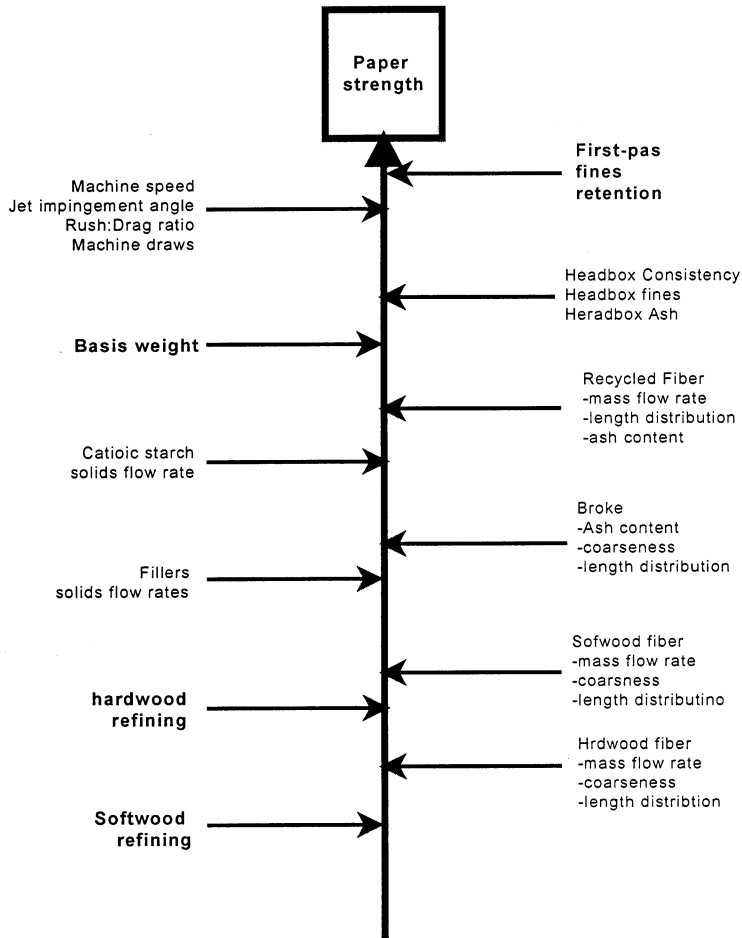 Paper
strength
First-pas
fines
retention
Machine speed
Jet impingement angle
Rush:Drag ratio
Machine draws
Headbox Consistency
Headbox fines
Heradbox Ash
Basis weight
Recycled Fiber
-mass flow rate
-length distribution
-ash content
Catioic starch
solids flow rate
Broke
-Ash content
-coarseness
-length distribution
Fillers
solids flow rates
Sofwood fiber
-mass flow rate
-coarsness
-length distributino
hardwood
refining
Hrdwood fiber
-mass flow rate
-coarseness
-length distribtion
Softwood
refining